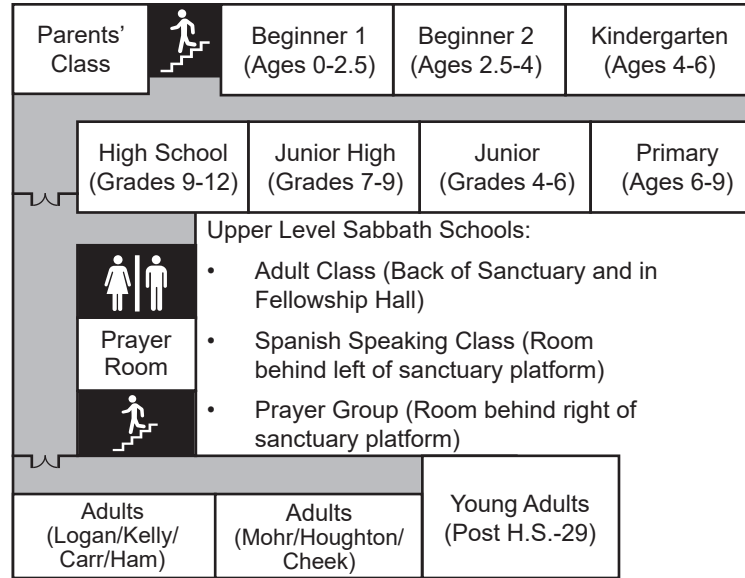 Parents'
Class
Beginner 1
(Ages 0-2.5)
Beginner 2
(Ages 2.5-4)
Kindergarten
(Ages 4-6)
High School
(Grades 9-12)
Junior High
(Grades 7-9)
Junior
(Grades 4-6)
Primary
(Ages 6-9)
Upper Level Sabbath Schools:
• Adult Class (Back of Sanctuary and in
Fellowship Hall)
Prayer
Room
• Spanish Speaking Class (Room
behind left of sanctuary platform)
• Prayer Group (Room behind right of
sanctuary platform)
Adults
(Logan/Kelly/
Carr/Ham)
Adults
(Mohr/Houghton/
Cheek)
Young Adults
(Post H.S.-29)